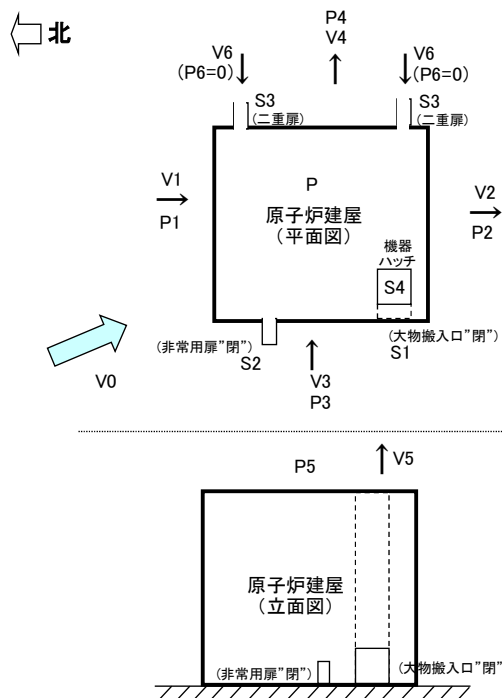 北
P4
V4
V6
(P6=0)
V6
(P6=0)
S3
(二重扉)
S3
(二重扉)
V1
P1
P
原子炉建屋
(平面図)
V2
P2
機器
ハッチ
S4
(非常用扉"閉")
S2
(大物搬入口"閉")
S1
V0
V3
P3
P5
V5
原子炉建屋
(立面図)
(非常用扉"閉")
(大物搬入口"閉"